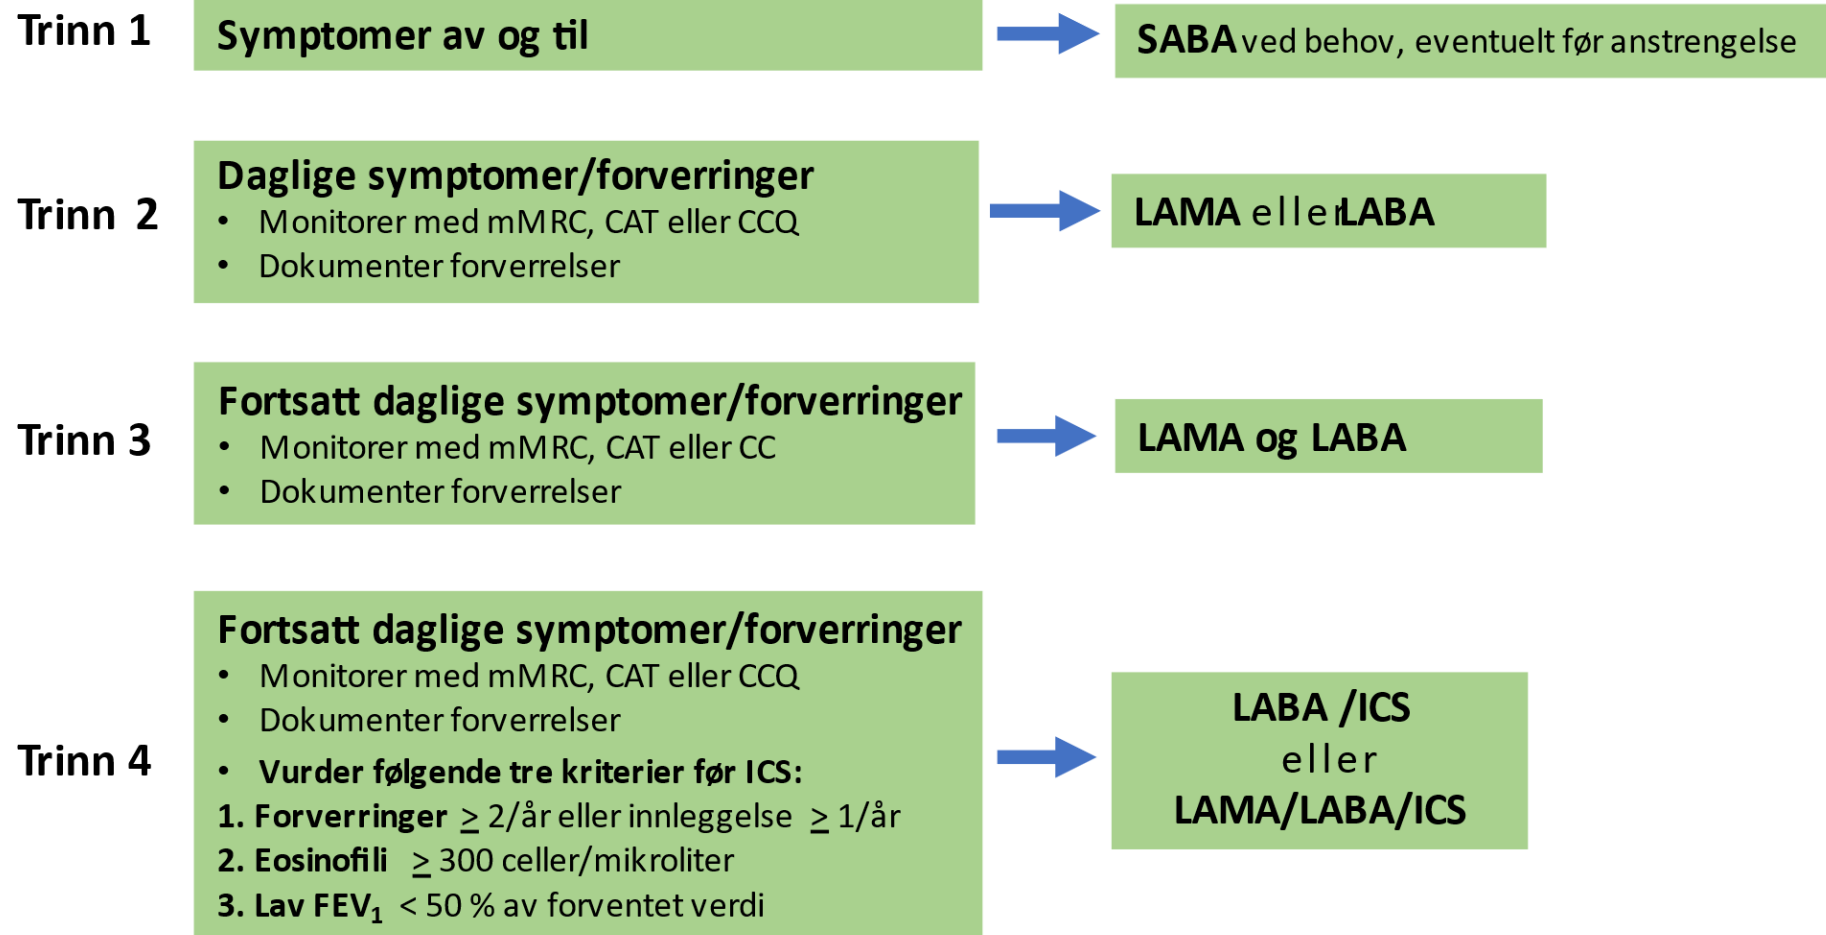 Trinn 1
Symptomer av og til
SABA ved behov, eventuelt før anstrengelse
Trinn 2
Daglige symptomer/forverringer
• Monitorer med mMRC, CAT eller CCQ
• Dokumenter forverrelser
LAMA eller LABA
Trinn 3
Fortsatt daglige symptomer/forverringer
• Monitorer med mMRC, CAT eller CC
• Dokumenter forverrelser
LAMA og LABA
Trinn 4
Fortsatt daglige symptomer/forverringer
• Monitorer med mMRC, CAT eller CCQ
• Dokumenter forverrelser
• Vurder følgende tre kriterier før ICS:
1. Forverringer ≥ 2/år eller innleggelse ≥ 1/år
2. Eosinofili ≥ 300 celler/mikroliter
3. Lav FEV₁ < 50 % av forventet verdi
LABA /ICS
eller
LAMA/LABA/ICS